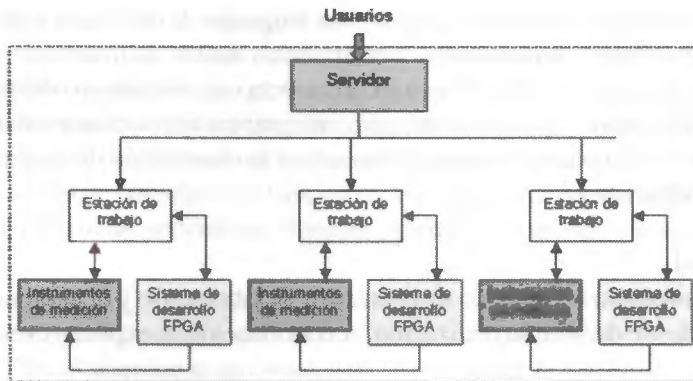 Usuarios
Servidor
Estación de
trabajo
Estación de
trabajo
Estación de
trabajo
Instrumentos
de medición
Sistema de
desarrollo
FPGA
Instrumentos
de medición
Sistema de
desarrollo
FPGA
Sistema de
desarrollo
FPGA